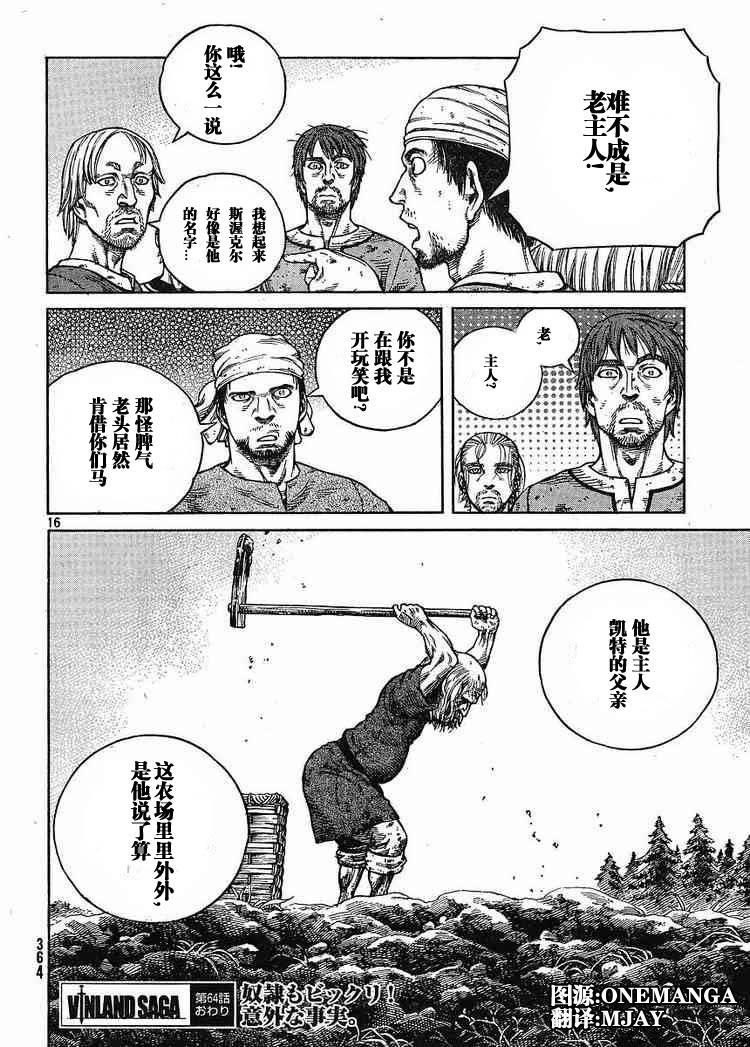 难不成是,
老主人!
哦!
你这么一说
我想起来
斯渥克尔
好像是他
的名字…
老,
主人?
你不是
在跟我
开玩笑吧?
那怪脾气
老头居然
肯借你们马
16
他是主人
凯特的父亲
这农场里里外外,
是他说了算
364
VINLAND SAGA
第64話
おわり
奴隷もビックリ!
意外な事実。
图源:ONEMANGA
翻译:MJAY